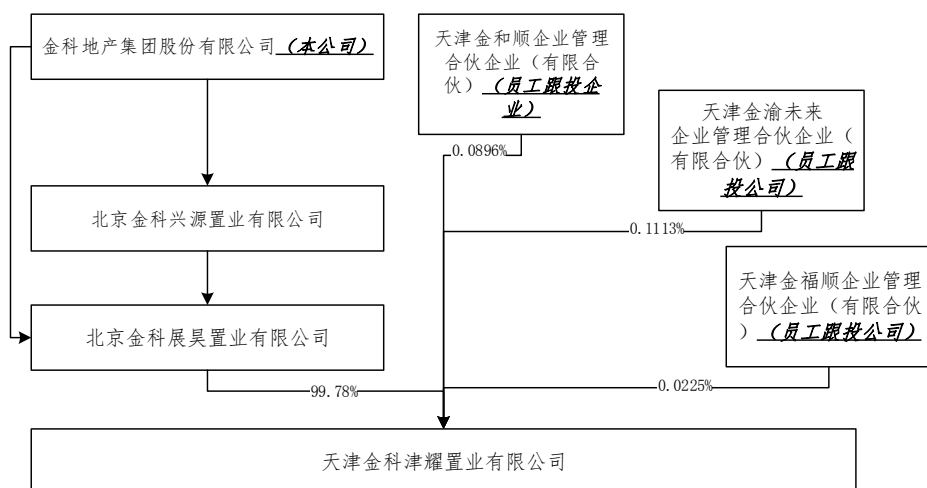 金科地产集团股份有限公司（本公司）
天津金和顺企业管理
合伙企业（有限合
伙）（员工跟投企
业）
0.0896%
天津金渝未来
企业管理合伙企业（
有限合伙）（员工跟
投公司）
0.1113%
北京金科兴源置业有限公司
天津金福顺企业管理
合伙企业（有限合伙
）（员工跟投公司）
0.0225%
北京金科展昊置业有限公司
99.78%
天津金科津耀置业有限公司